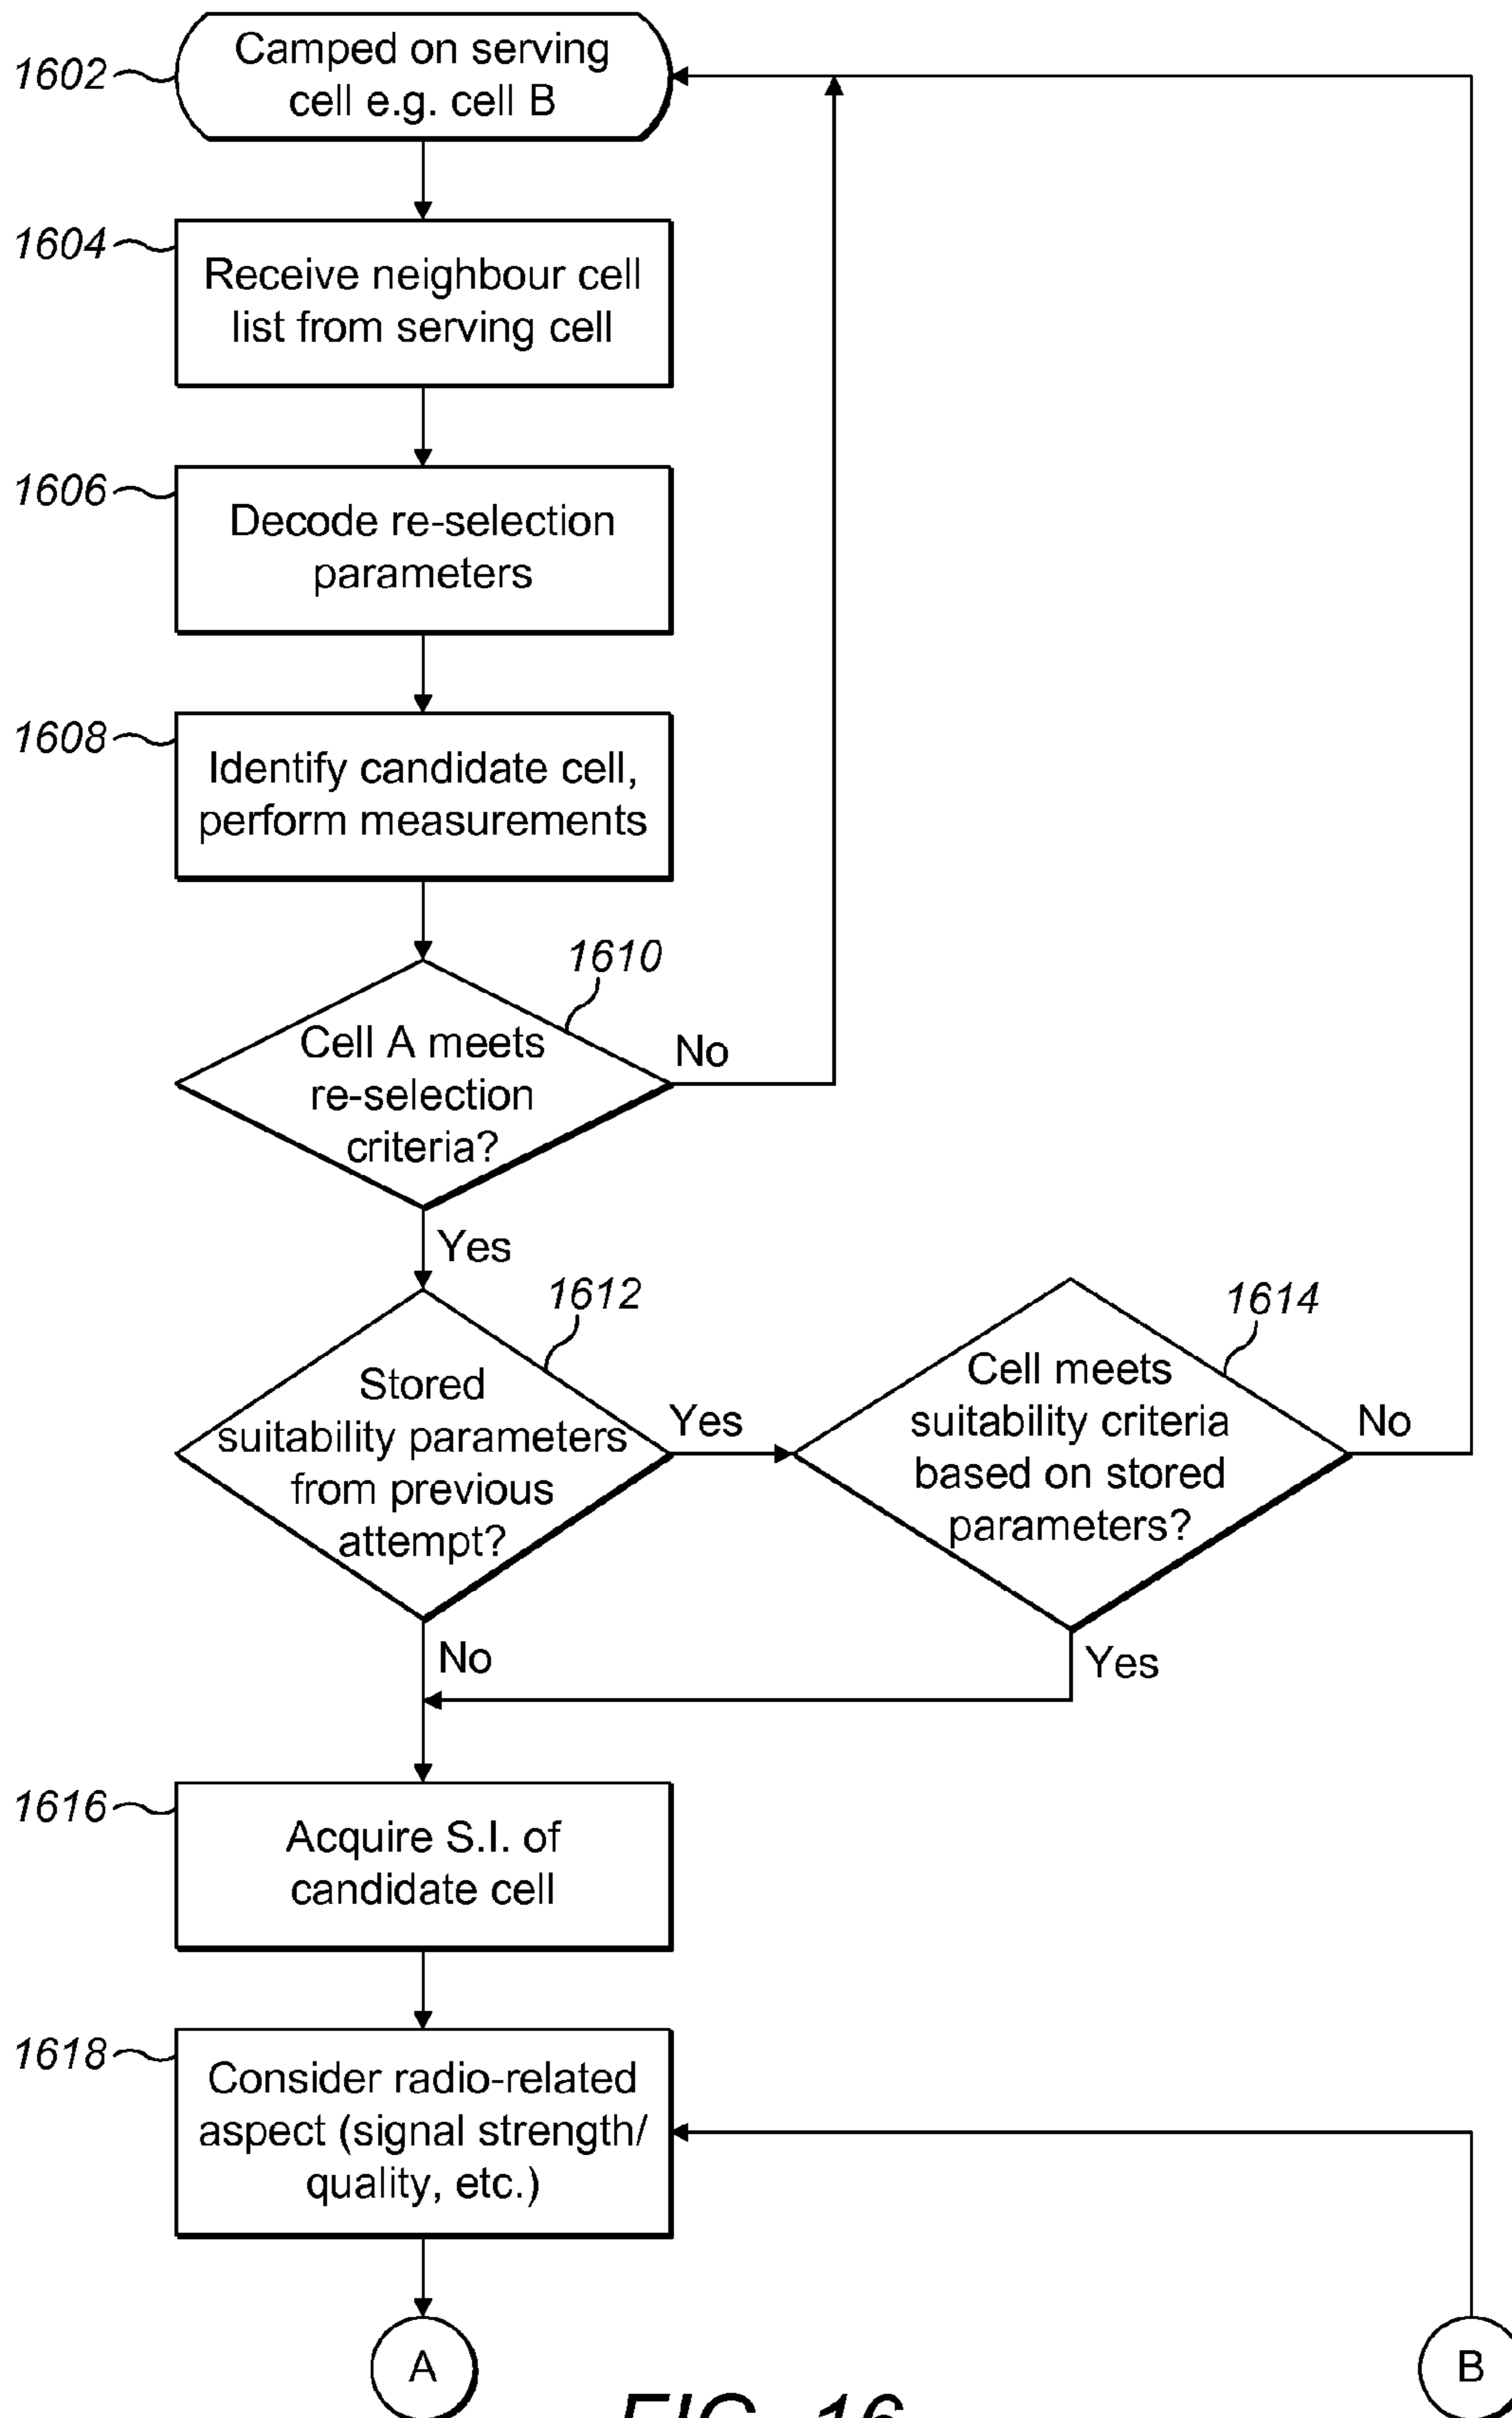 1602
Camped on serving
cell e.g. cell B
1604
Receive neighbour cell
list from serving cell
1606
Decode re-selection
parameters
1608
Identify candidate cell,
perform measurements
1610
Cell A meets
re-selection
criteria?
No
Yes
1612
Stored
suitability parameters
from previous
attempt?
Yes
1614
Cell meets
suitability criteria
based on stored
parameters?
No
No
Yes
1616
Acquire S.I. of
candidate cell
1618
Consider radio-related
aspect (signal strength/
quality, etc.)
A
B
FIG. 16